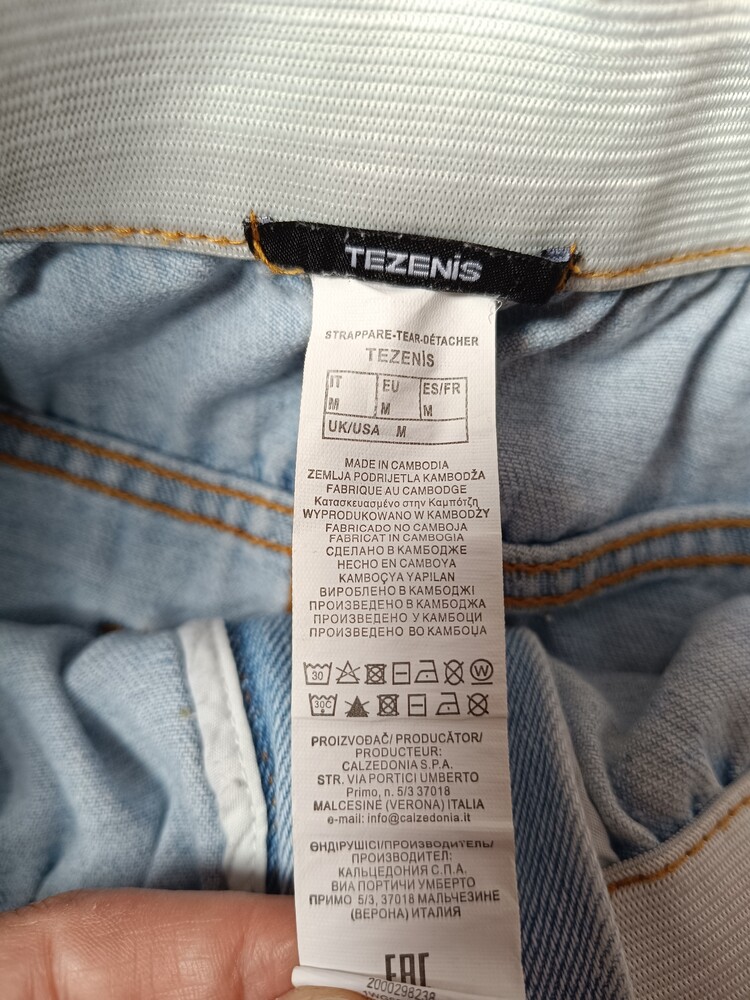 TEZENIS
STRAPPARE-TEAR-DÉTACHER
TEZENIS
IT EU ES/FR
M M M
UK/USA M
MADE IN CAMBODIA
ZEMLJA PODRIJETLA KAMBODŽA
FABRIQUE AU CAMBODGE
Κατασκευασμένο στην Καμπότζη
WYPRODUKOWANO W KAMBODŻY
FABRICADO NO CAMBOJA
FABRICAT IN CAMBOGIA
СДЕЛАНО В КАМБОДЖЕ
HECHO EN CAMBOYA
KAMBOÇYA YAPILAN
ВИРОБЛЕНО В КАМБОДЖІ
ПРОИЗВЕДЕНО В КАМБОДЖА
ПРОИЗВЕДЕНО У КАМБОЦИ
ПРОИЗВЕДЕНО ВО КАМБОЏА
30 W
30C
PROIZVOĐAČ/ PRODUCĂTOR/
PRODUCTEUR:
CALZEDONIA S.P.A.
STR. VIA PORTICI UMBERTO
Primo, n. 5/3 37018
MALCESINE (VERONA) ITALIA
e-mail: info@calzedonia.it
ӨНДІРУШІСІ/ПРОИЗВОДИТЕЛЬ/
ПРОИЗВОДИТЕЛ:
КАЛЬЦЕДОНИЯ С.П.А.
ВИА ПОРТИЧИ УМБЕРТО
ПРИМО 5/3, 37018 МАЛЬЧЕЗИНЕ
(ВЕРОНА) ИТАЛИЯ
EAC
2000298238